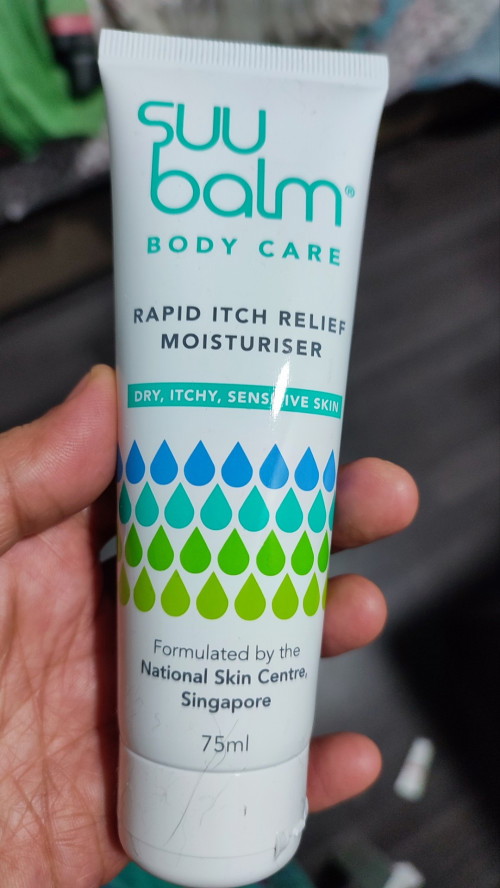 suu
balm®
BODY CARE
RAPID ITCH RELIEF
MOISTURISER
DRY, ITCHY, SENSITIVE SKIN
Formulated by the
National Skin Centre,
Singapore
75ml